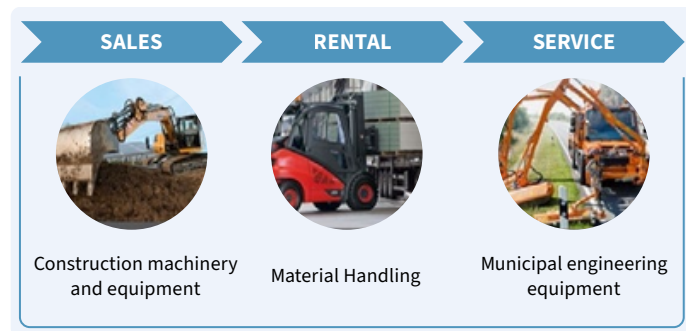 SALES
RENTAL
SERVICE
Construction machinery
and equipment
Material Handling
Municipal engineering
equipment